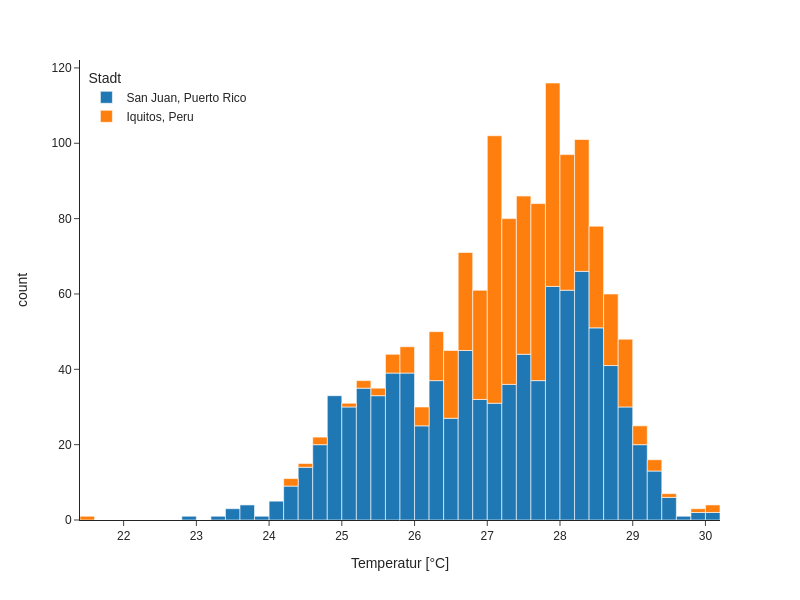 Stadt
San Juan, Puerto Rico
Iquitos, Peru
120
100
80
60
40
20
0
count
22 23 24 25 26 27 28 29 30
Temperatur [°C]